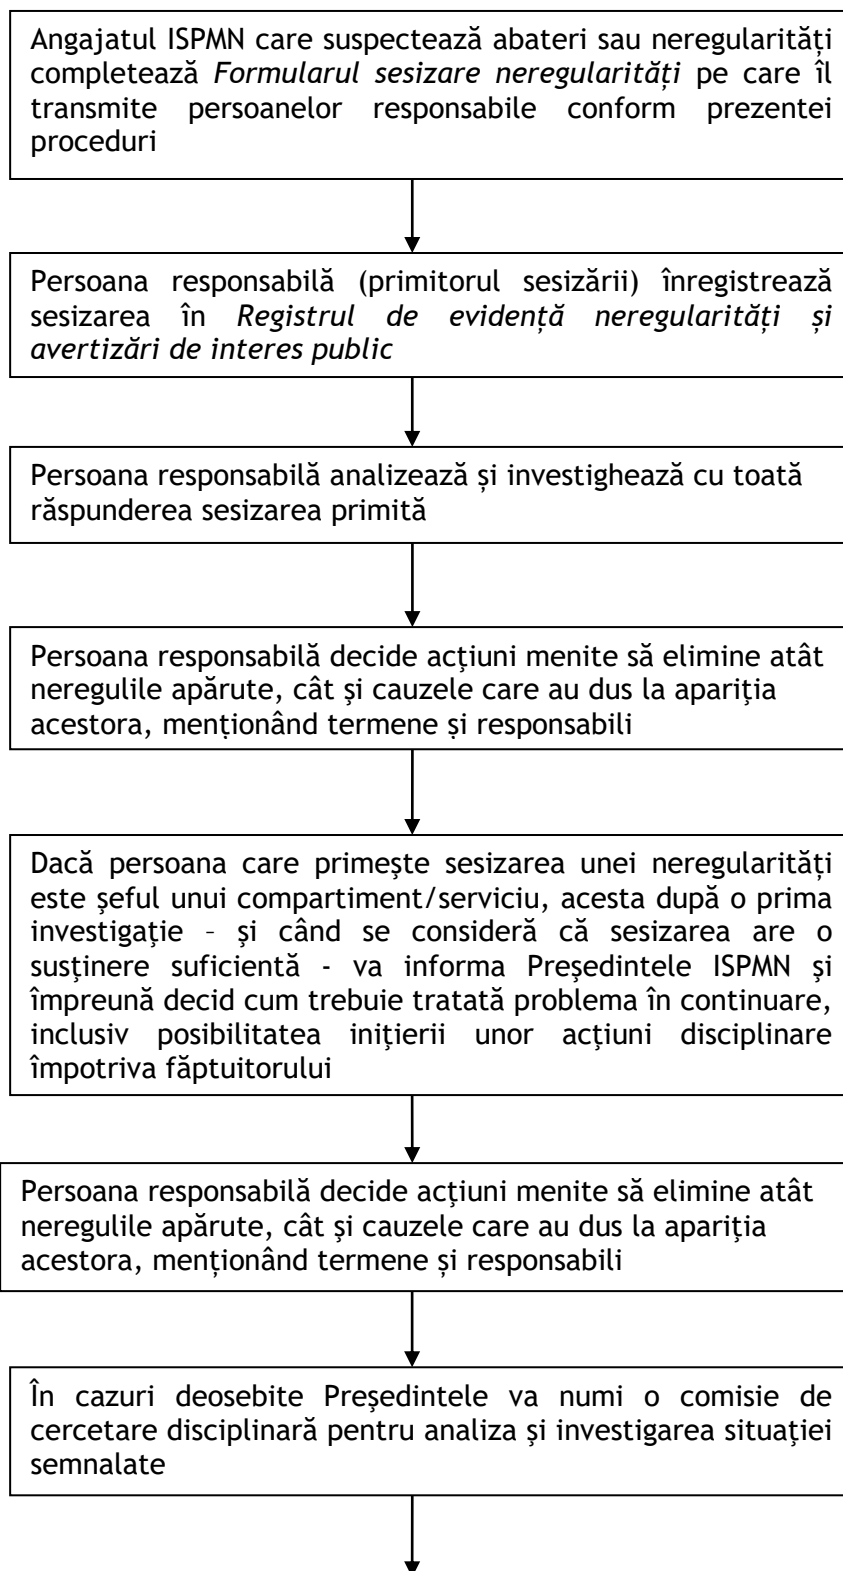 Angajatul ISPMN care suspectează abateri sau neregularități
completează Formularul sesizare neregularități pe care îl
transmite persoanelor responsabile conform prezentei
proceduri
Persoana responsabilă (primitorul sesizării) înregistrează
sesizarea în Registrul de evidență neregularități și
avertizări de interes public
Persoana responsabilă analizează și investighează cu toată
răspunderea sesizarea primită
Persoana responsabilă decide acţiuni menite să elimine atât
neregulile apărute, cât şi cauzele care au dus la apariţia
acestora, menționând termene și responsabili
Dacă persoana care primeşte sesizarea unei neregularităţi
este şeful unui compartiment/serviciu, acesta după o prima
investigaţie – şi când se consideră că sesizarea are o
susţinere suficientă - va informa Preşedintele ISPMN şi
împreună decid cum trebuie tratată problema în continuare,
inclusiv posibilitatea iniţierii unor acţiuni disciplinare
împotriva făptuitorului
Persoana responsabilă decide acţiuni menite să elimine atât
neregulile apărute, cât şi cauzele care au dus la apariţia
acestora, menționând termene și responsabili
În cazuri deosebite Preşedintele va numi o comisie de
cercetare disciplinară pentru analiza şi investigarea situaţiei
semnalate